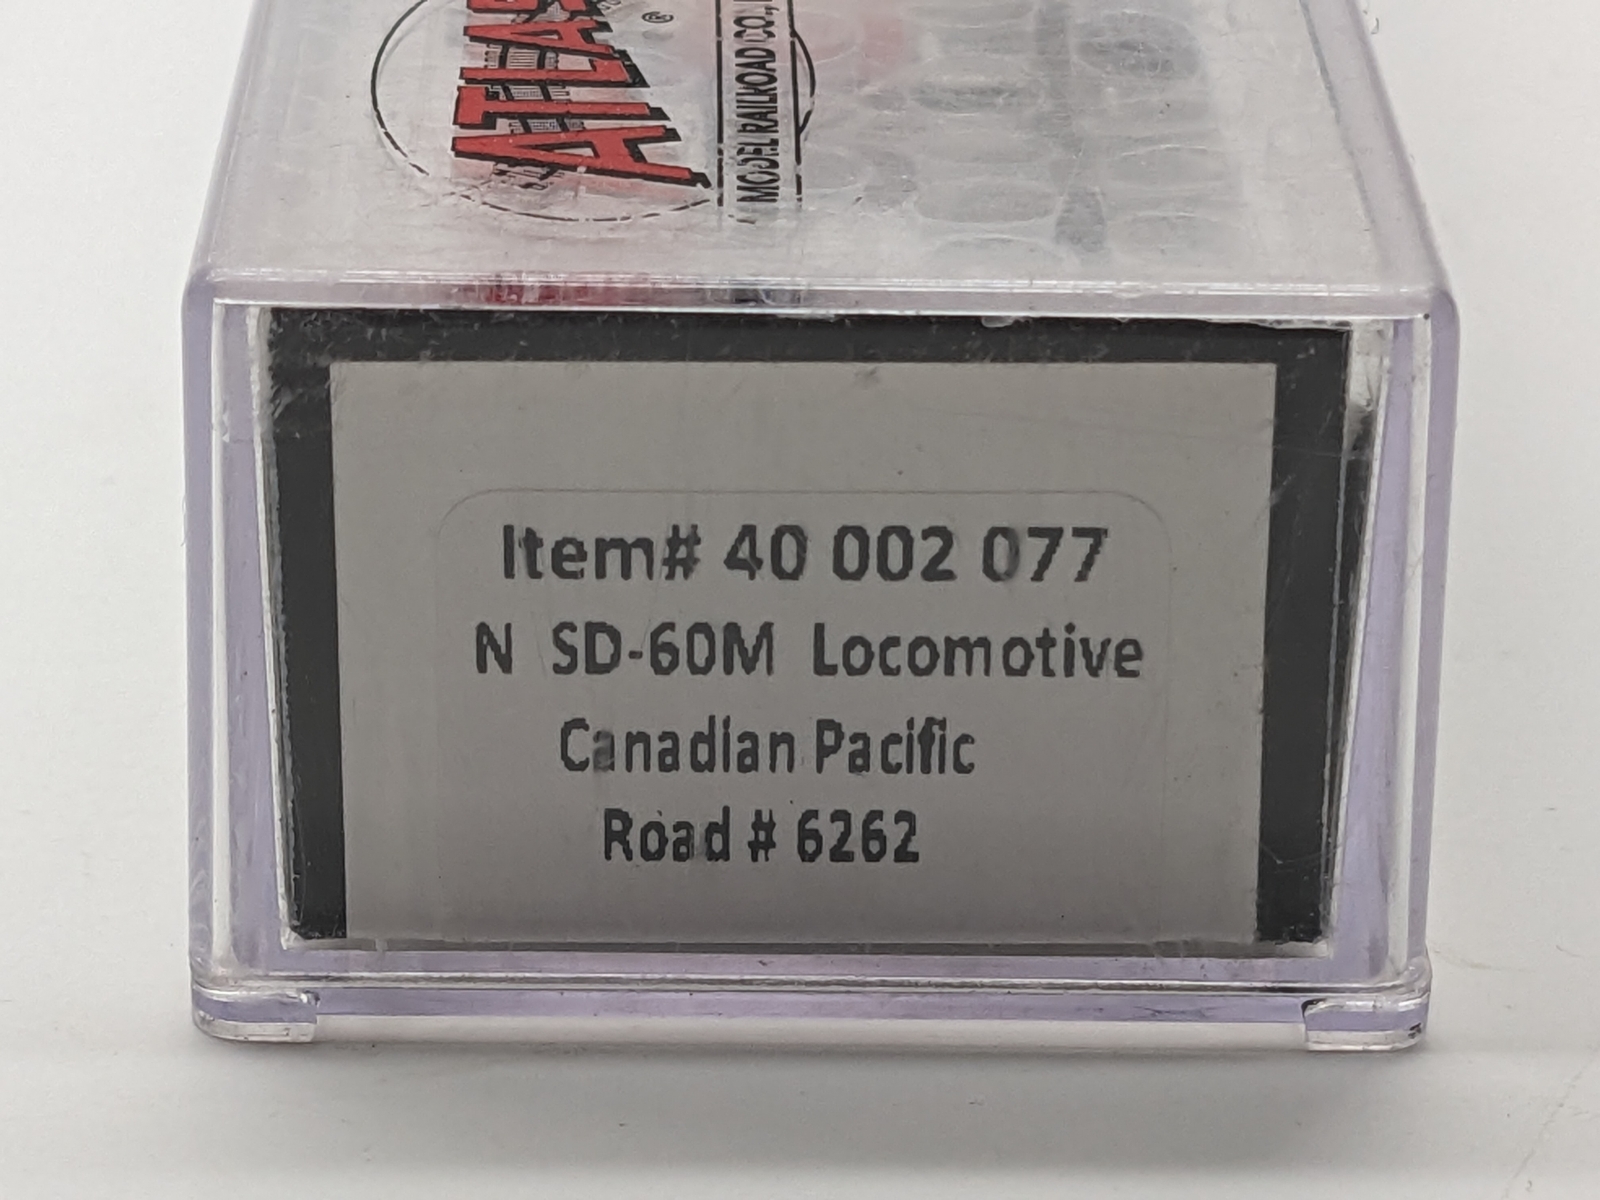 ATLAS
®
MODEL RAILROAD CO.,
Item# 40 002 077
N SD-60M Locomotive
Canadian Pacific
Road # 6262